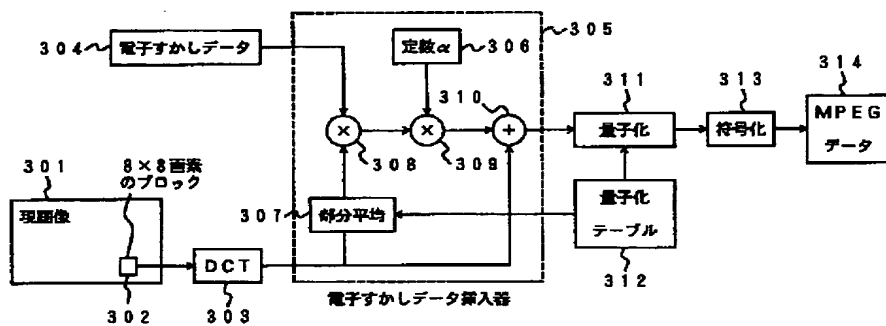 304
電子すかしデータ
定数α
306
305
310
311
313
314
量子化
符号化
MPEG
データ
×
×
+
308
309
301
8×8画素
のブロック
現画像
307
部分平均
量子化
テーブル
DCT
302
303
312
電子すかしデータ挿入器